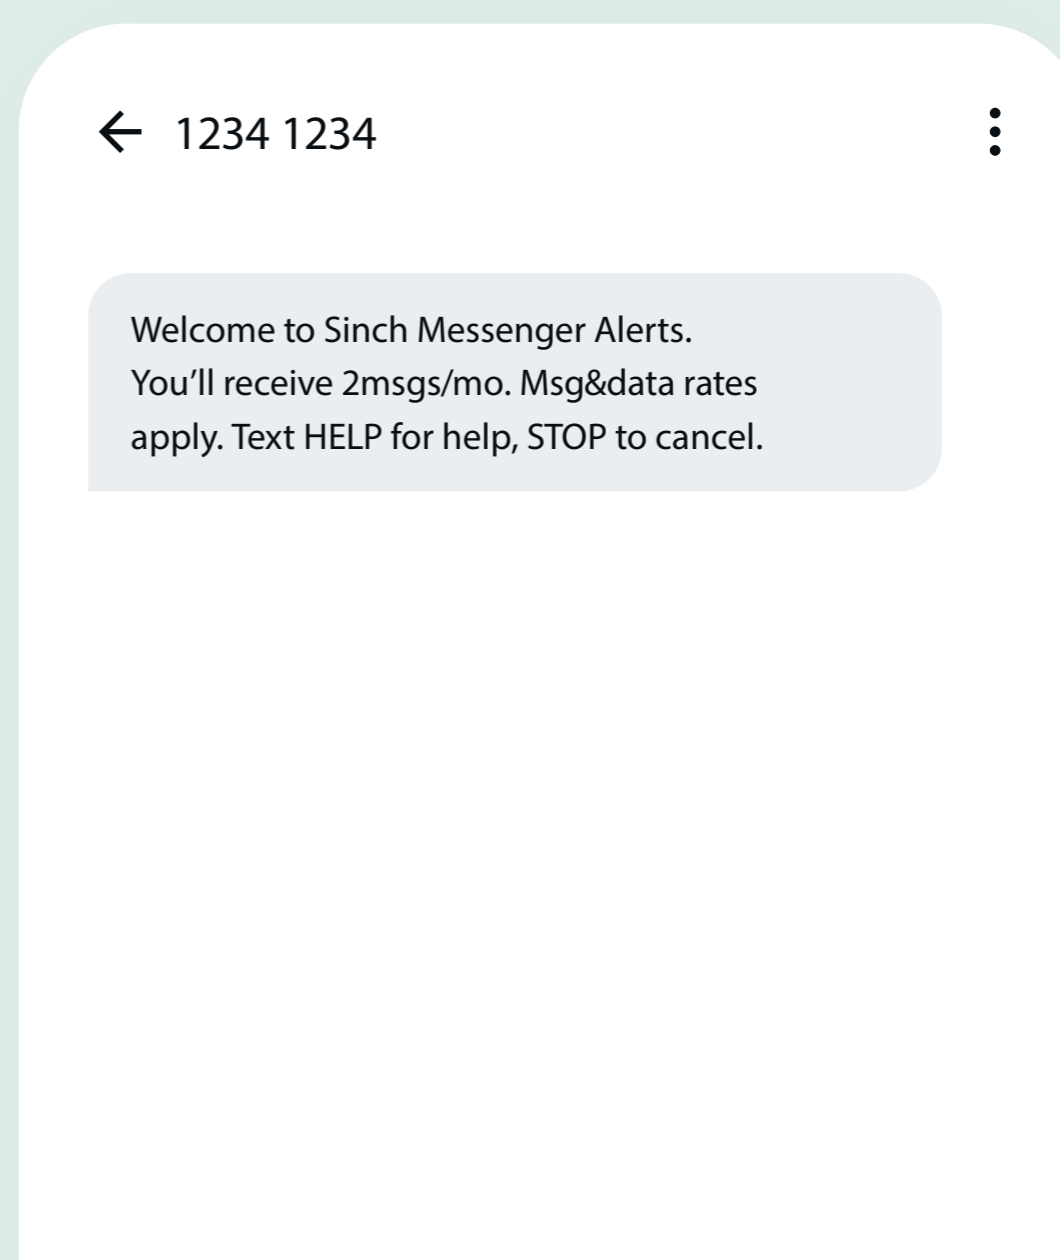 1234 1234
Welcome to Sinch Messenger Alerts.
You’ll receive 2msgs/mo. Msg&data rates
apply. Text HELP for help, STOP to cancel.